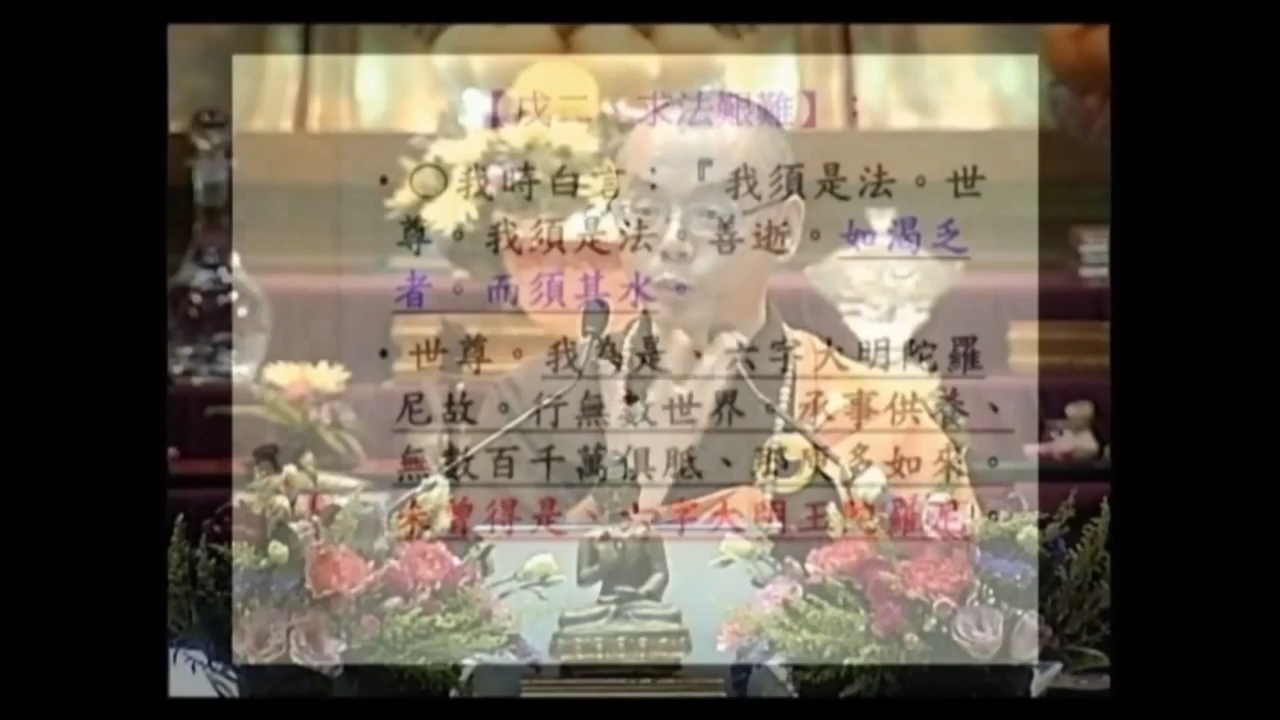 【戌二、求法艱難】：
・○我時白言：『我須是法。世
尊。我須是法。善逝。如渴乏
者。而須其水。
・世尊。我為是、六字大明陀羅
尼故。行無數世界。承事供養、
無數百千萬俱胝、那庾多如來。
未曾得是、六字大明王陀羅尼。